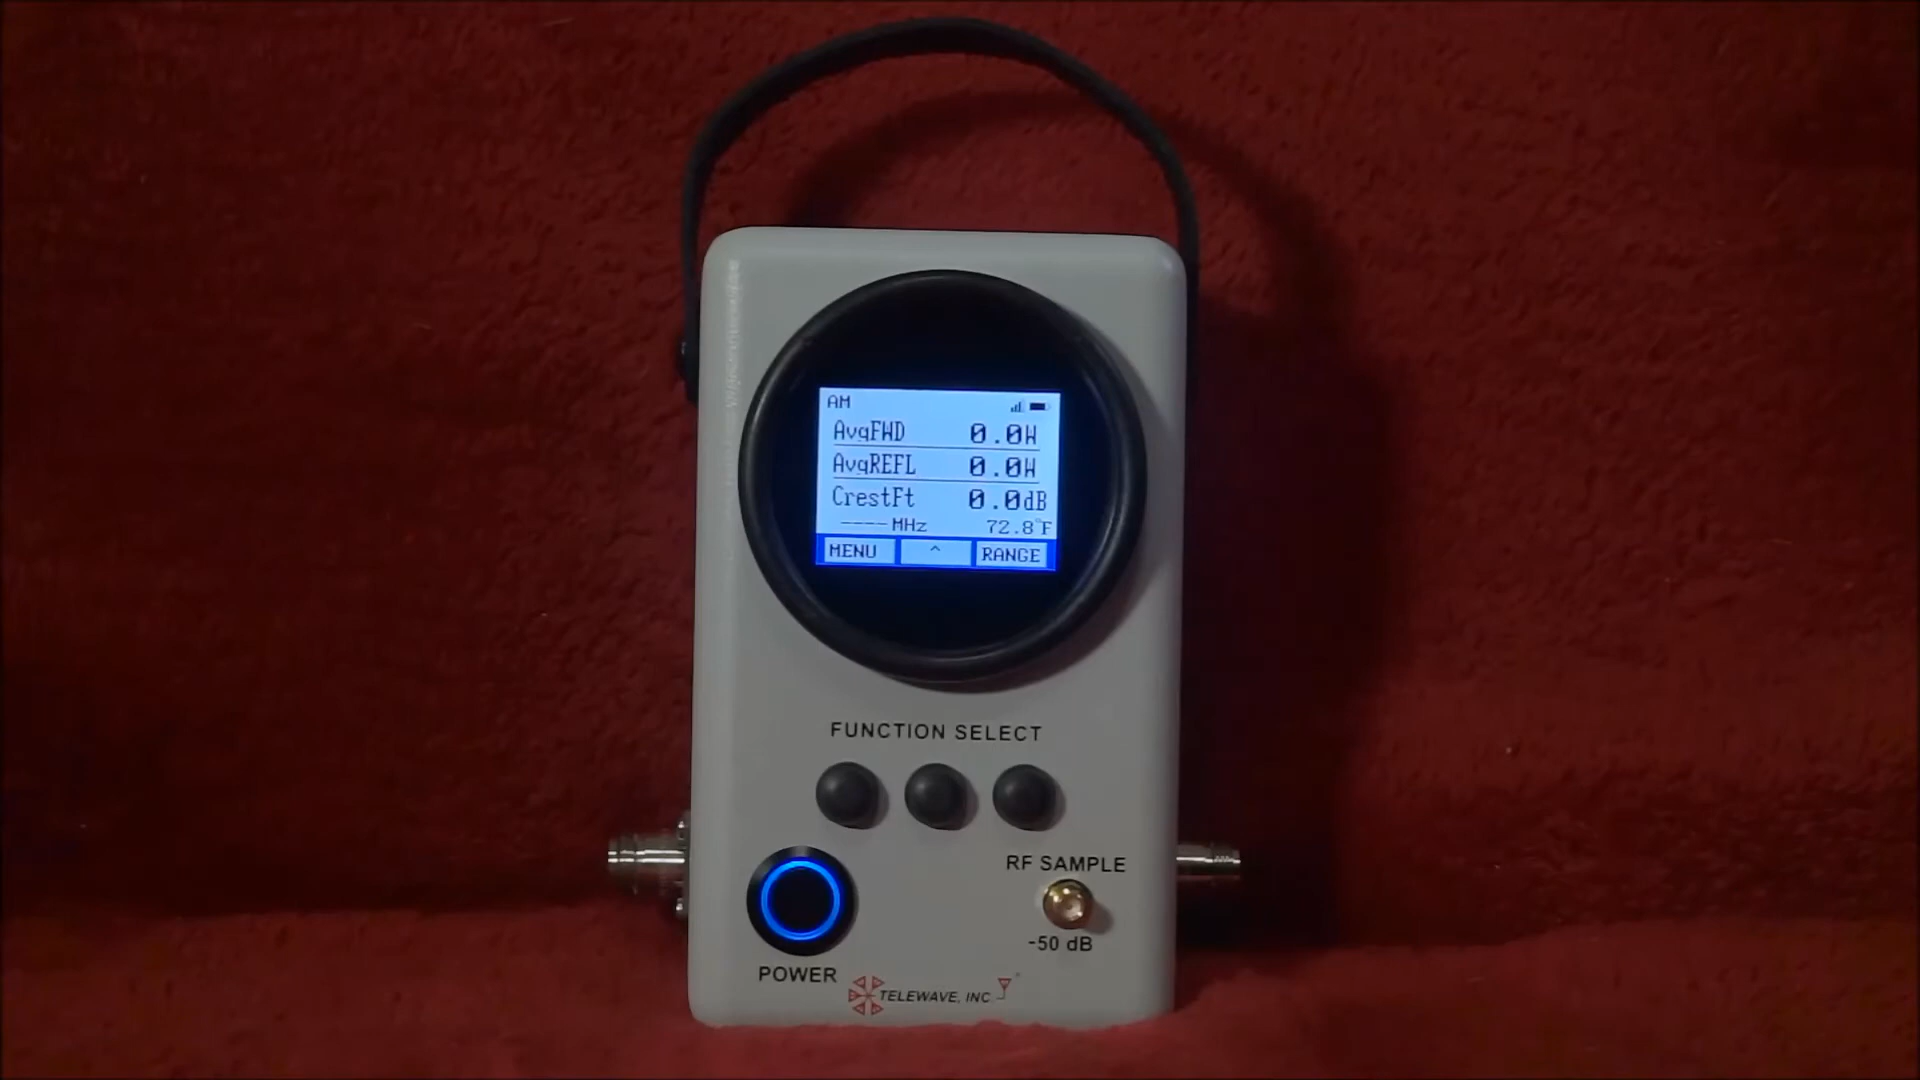 AM
AvgFWD 0.0W
AvgREFL 0.0W
CrestFt 0.0dB
----MHz 72.8°F
MENU ^ RANGE
FUNCTION SELECT
RF SAMPLE
-50 dB
POWER
TELEWAVE, INC.